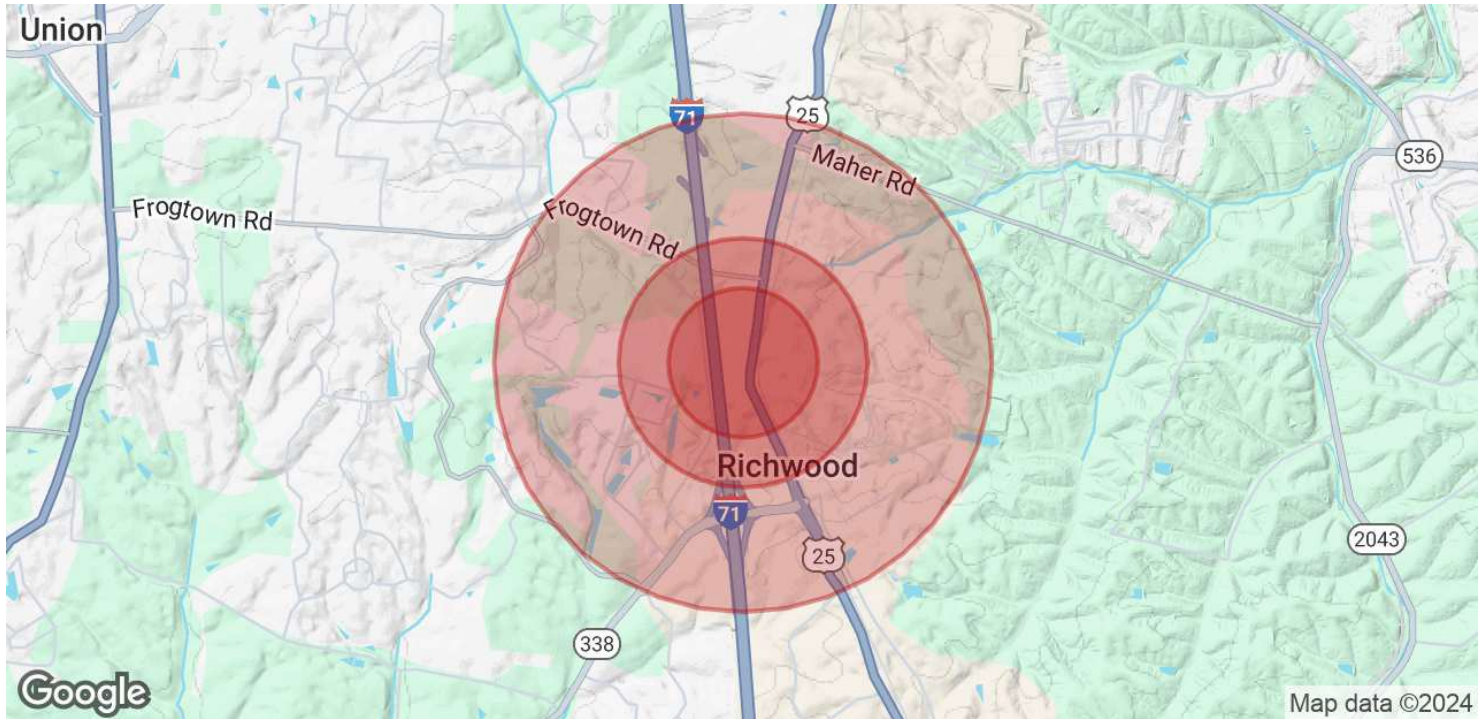 Union
71
25
Maher Rd
536
Frogtown Rd
Frogtown Rd
Richwood
71
25
2043
338
Google
Map data ©2024